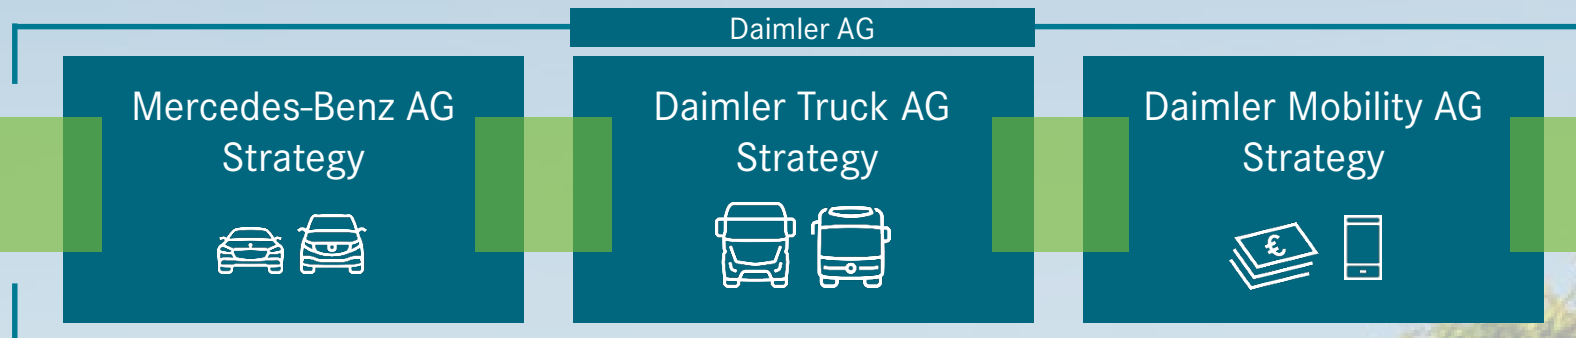 Daimler AG
Mercedes-Benz AG
Strategy
Daimler Truck AG
Strategy
Daimler Mobility AG
Strategy
€